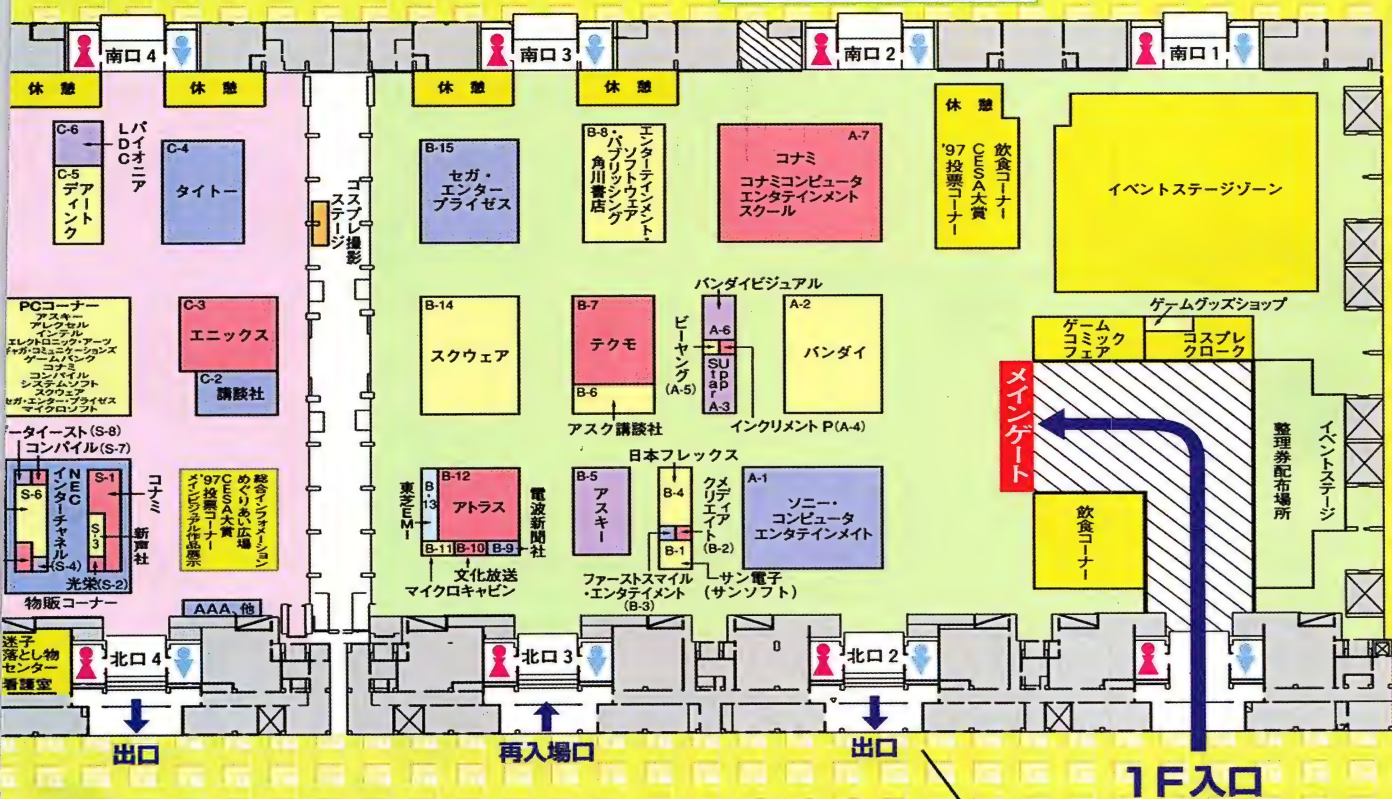 南口4
南口3
南口2
南口1
休憩
休憩
休憩
休憩
C-6
パイオニア
LDC
C-5
アート
ディンク
C-4
タイトー
コスプレ撮影
ステージ
B-15
セガ・
エンター
プライゼス
B-8
エンターテインメント・
ソフトウェア・
パブリッシング
角川書店
A-7
コナミ
コナミコンピュータ
エンタテインメント
スクール
休憩
飲食コーナー
CESA大賞
'97投票コーナー
イベントステージゾーン
PCコーナー
アスキー
アレクセル
インテル
エレクトロニック・アーツ
ガガ・コミュニケーションズ
ゲームバンク
コナミ
コンパイル
システムソフト
スクウェア
セガ・エンター・プライゼス
マイクロソフト
C-3
エニックス
C-2
講談社
B-14
スクウェア
B-7
テクモ
B-6
アスク講談社
バンダイビジュアル
A-6
ビーヤング
(A-5)
Upp
Star
A-3
インクリメントP(A-4)
A-2
バンダイ
ゲームグッズショップ
ゲーム
コミック
フェア
コスプレ
クローク
メインゲート
整理券配布場所
イベントステージ
飲食コーナー
ータイースト(S-8)
コンパイル(S-7)
S-6
NEC
インターチャネル
(S-4)
S-1
コナミ
S-3
新声社
光栄(S-2)
物販コーナー
総合インフォメーション
めぐりあい広場
CESA大賞
'97投票コーナー
メインビジュアル作品展示
AAA、他
東芝EMI
B-13
B-12
アトラス
電波新聞社
B-11
B-10
B-9
文化放送
マイクロキャビン
B-5
アスキー
日本フレックス
B-4
メディア
クリエイト
(B-2)
B-1
ファーストスマイル
・エンタテイメント
(B-3)
サン電子
(サンソフト)
A-1
ソニー・
コンピュータ
エンタテインメイト
迷子
落とし物
センター
看護室
北口4
北口3
北口2
出口
再入場口
出口
1F入口